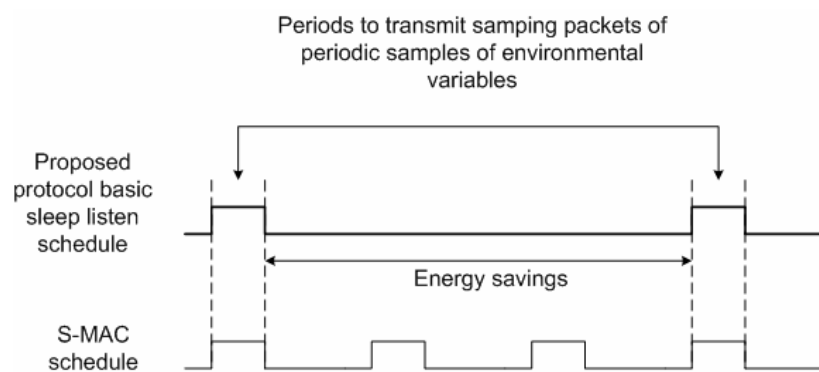 Periods to transmit samping packets of
periodic samples of environmental
variables
Proposed
protocol basic
sleep listen
schedule
Energy savings
S-MAC
schedule